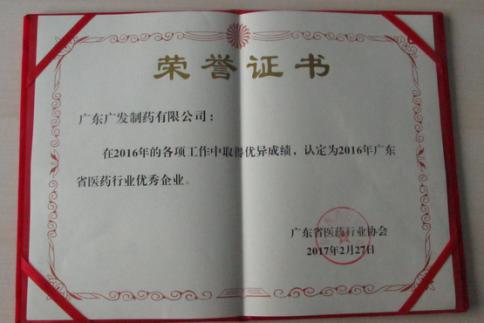 荣誉证书
广东广发制药有限公司：
在2016年的各项工作中取得优异成绩，认定为2016年广东
省医药行业优秀企业。
广东省医药行业协会
2017年2月27日